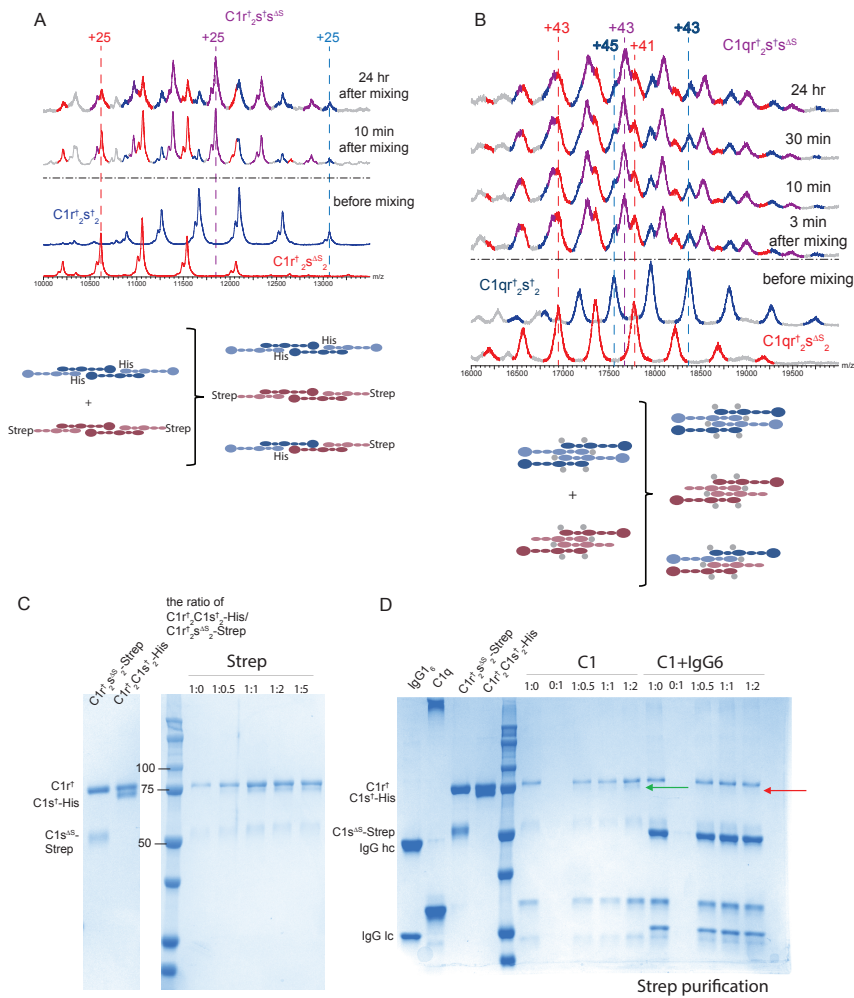 A
C1r†₂s†sΔS
+25
+25
+25
24 hr
after mixing
10 min
after mixing
before mixing
C1r†₂s†₂
C1r†₂sΔS₂
10000
10500
11000
11500
12000
12500
13000
m/z
His
His
+
Strep
Strep
His
His
Strep
Strep
His
Strep
B
+43
+45
+43
+41
+43
C1qr†₂s†sΔS
24 hr
30 min
10 min
3 min
after mixing
before mixing
C1qr†₂s†₂
C1qr†₂sΔS₂
16000
16500
17000
17500
18000
18500
19000
19500
m/z
+
C
C1r†₂sΔS₂-Strep
C1r†₂C1s†₂-His
the ratio of
C1r†₂C1s†₂-His/
C1r†₂sΔS₂-Strep
Strep
1:0 1:0.5 1:1 1:2 1:5
100
75
50
C1r†
C1s†-His
C1sΔS-
Strep
D
IgG1₆
C1q
C1r†₂sΔS₂-Strep
C1r†₂C1s†₂-His
C1
C1+IgG6
1:0 0:1 1:0.5 1:1 1:2 1:0 0:1 1:0.5 1:1 1:2
C1r†
C1s†-His
C1sΔS-Strep
IgG hc
IgG lc
Strep purification